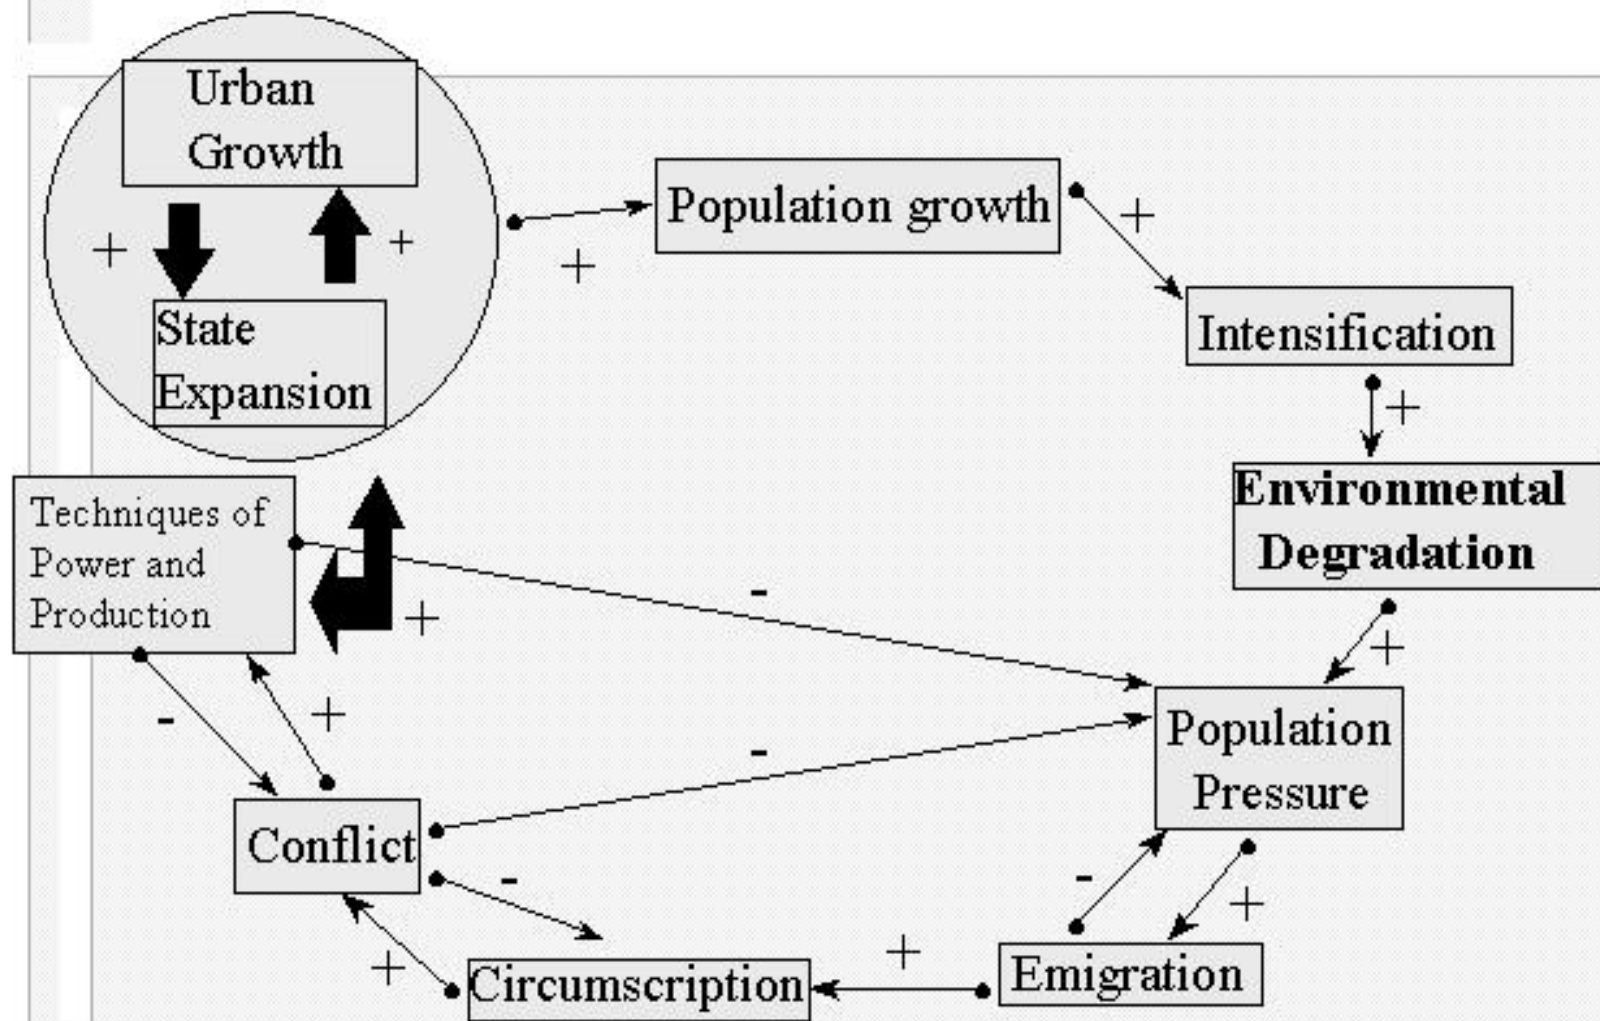 Urban
Growth
+
+
State
Expansion
+
Population growth
+
Intensification
+
Environmental
Degradation
+
Techniques of
Power and
Production
+
-
-
+
-
Population
Pressure
Conflict
-
+
-
+
+
Circumscription
Emigration